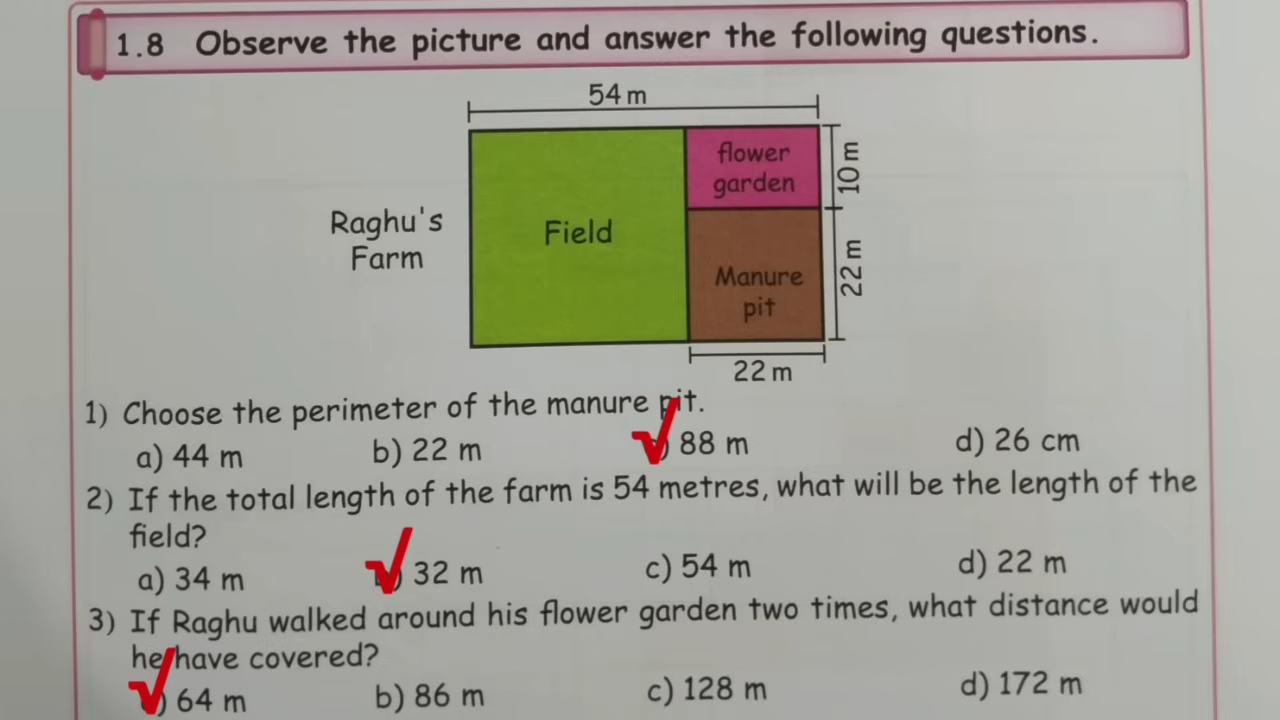 1.8 Observe the picture and answer the following questions.
54 m
flower
garden
10 m
Raghu's
Farm
Field
Manure
pit
22 m
22 m
1) Choose the perimeter of the manure pit.
a) 44 m b) 22 m 88 m d) 26 cm
2) If the total length of the farm is 54 metres, what will be the length of the
field?
a) 34 m 32 m c) 54 m d) 22 m
3) If Raghu walked around his flower garden two times, what distance would
he have covered?
64 m b) 86 m c) 128 m d) 172 m